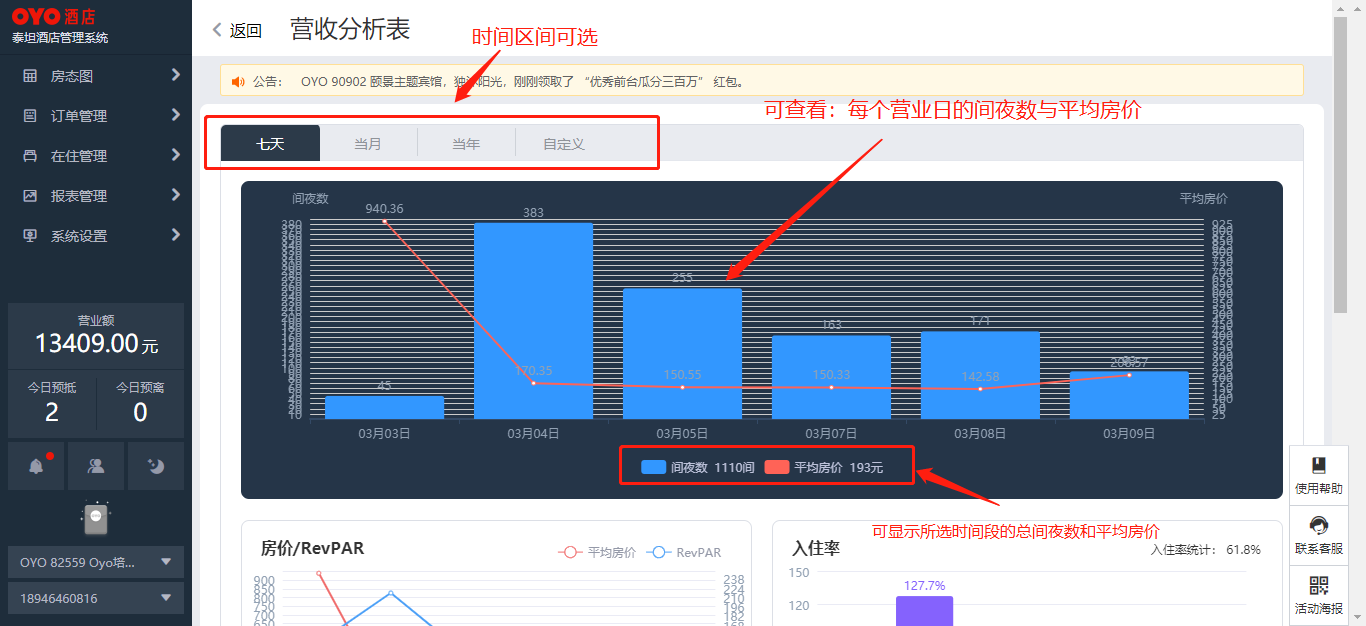 OYO 酒店
泰坦酒店管理系统
房态图
订单管理
在住管理
报表管理
系统设置
营业额
13409.00元
今日预抵 今日预离
2 0
OYO 82559 Oyo培...
18946460816
返回 营收分析表
时间区间可选
公告： OYO 90902 颐景主题宾馆，独 阳光，刚刚领取了 “优秀前台瓜分三百万” 红包。
可查看：每个营业日的间夜数与平均房价
七天 当月 当年 自定义
间夜数 平均房价
940.36
383
255
163
171
45
170.35
150.55
150.33
142.58
03月03日 03月04日 03月05日 03月07日 03月08日 03月09日
间夜数 1110间 平均房价 193元
可显示所选时间段的总间夜数和平均房价
房价/RevPAR
平均房价 RevPAR
900 238
850 224
800 210
750 196
700 182
入住率
入住率统计： 61.8%
150
127.7%
120
使用帮助
联系客服
活动海报